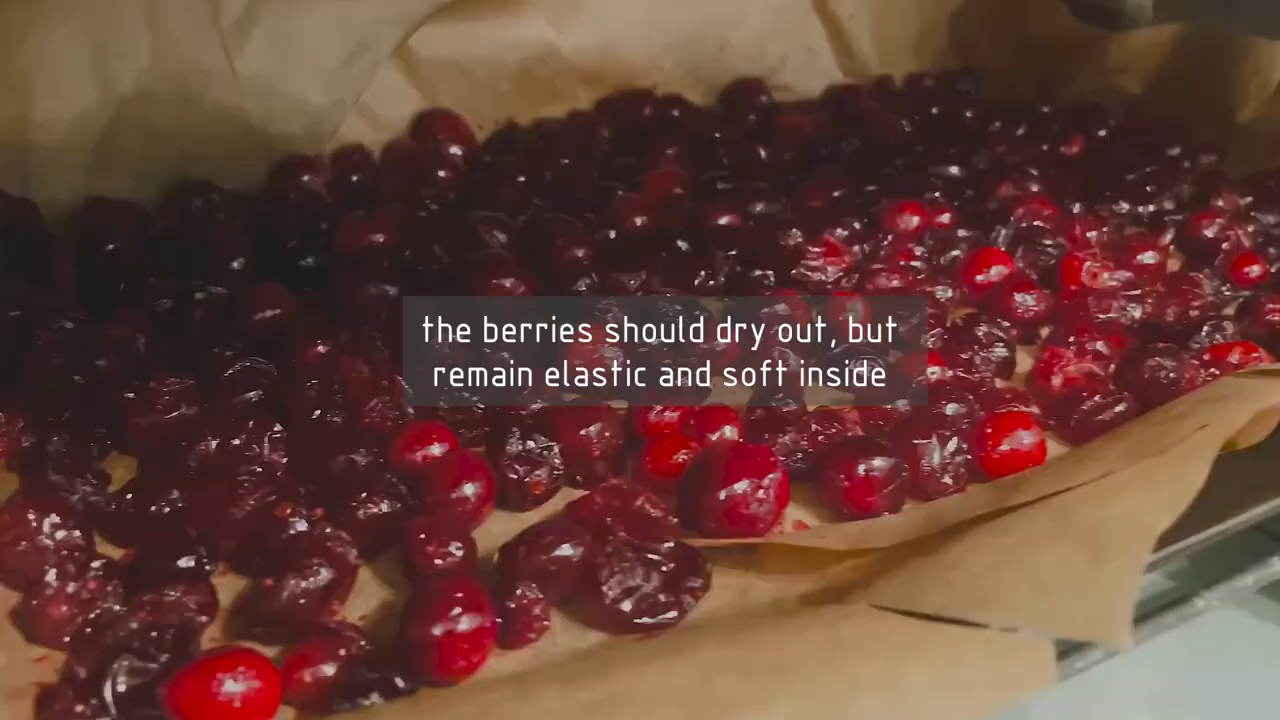 the berries should dry out, but
remain elastic and soft inside